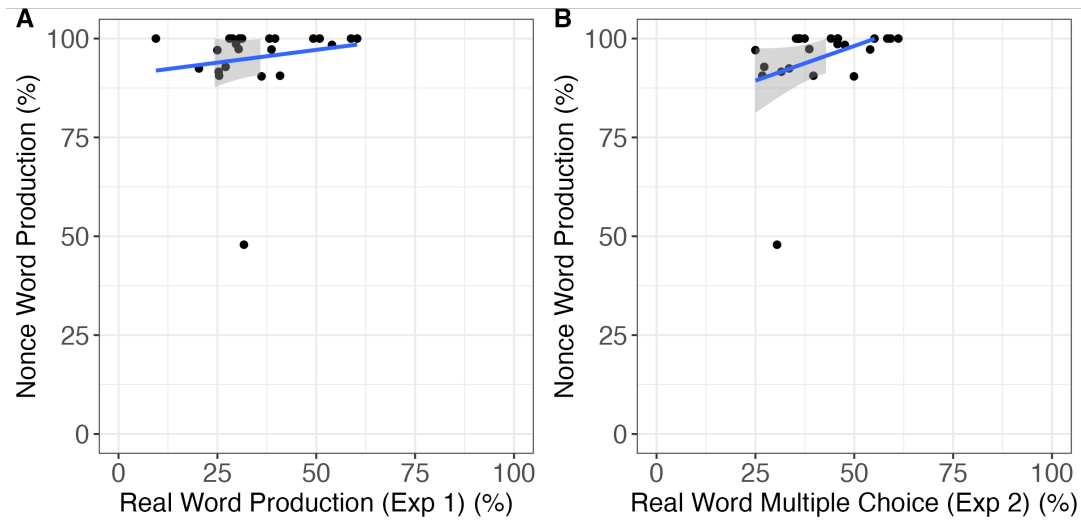 A
Nonce Word Production (%)
100
75
50
25
0
0 25 50 75 100
Real Word Production (Exp 1) (%)
B
Nonce Word Production (%)
100
75
50
25
0
0 25 50 75 100
Real Word Multiple Choice (Exp 2) (%)